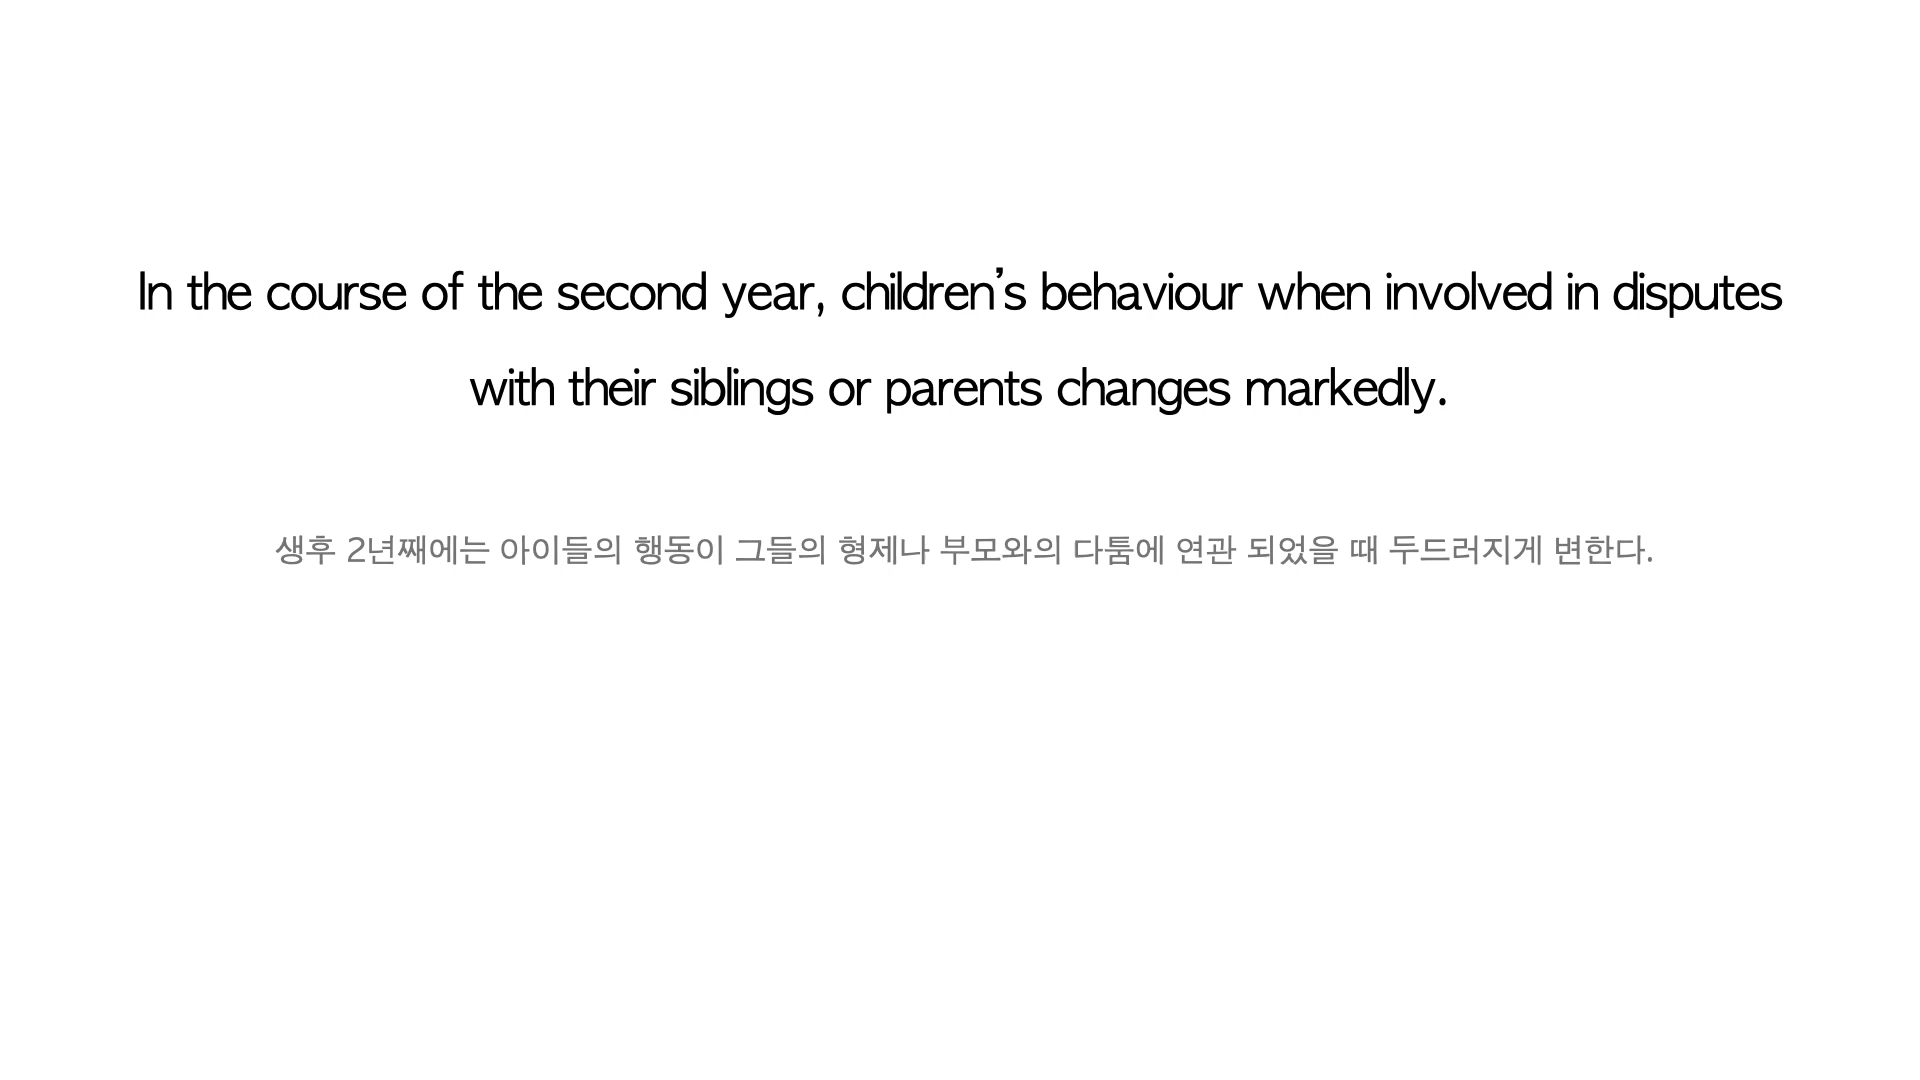 In the course of the second year, children’s behaviour when involved in disputes
with their siblings or parents changes markedly.
생후 2년째에는 아이들의 행동이 그들의 형제나 부모와의 다툼에 연관 되었을 때 두드러지게 변한다.